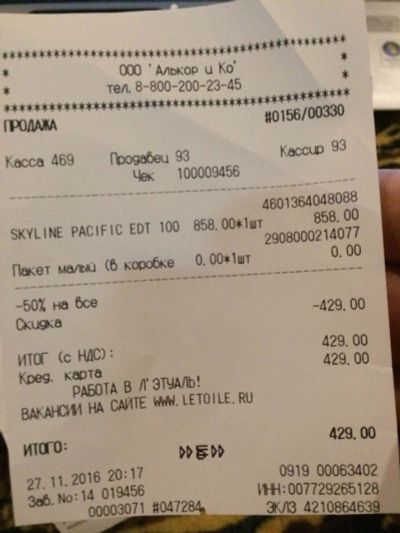 ************************************
* ООО 'Алькор и Ко' *
* тел. 8-800-200-23-45 *
************************************
ПРОДАЖА #0156/00330
Касса 469 Продавец 93 Кассир 93
Чек 100009456
4601364048088
SKYLINE PACIFIC EDT 100 858.00*1шт 858.00
2908000214077
Пакет малый (в коробке 0.00*1шт 0.00
-50% на все -429.00
Скидка
ИТОГ (с НДС): 429.00
Кред. карта 429.00
РАБОТА В Л'ЭТУАЛЬ!
ВАКАНСИИ НА САЙТЕ WWW.LETOILE.RU
ИТОГО: 429.00
27.11.2016 20:17 0919 00063402
Зав. No:14 019456 ИНН:007729265128
00003071 #047284 ЭКЛЗ 4210864639